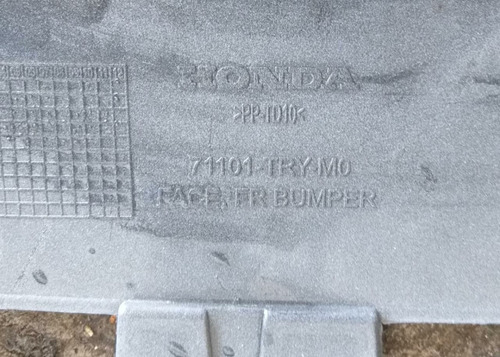 HONDA
>PP-TD10<
71101-TRY-M0
FACE, FR BUMPER